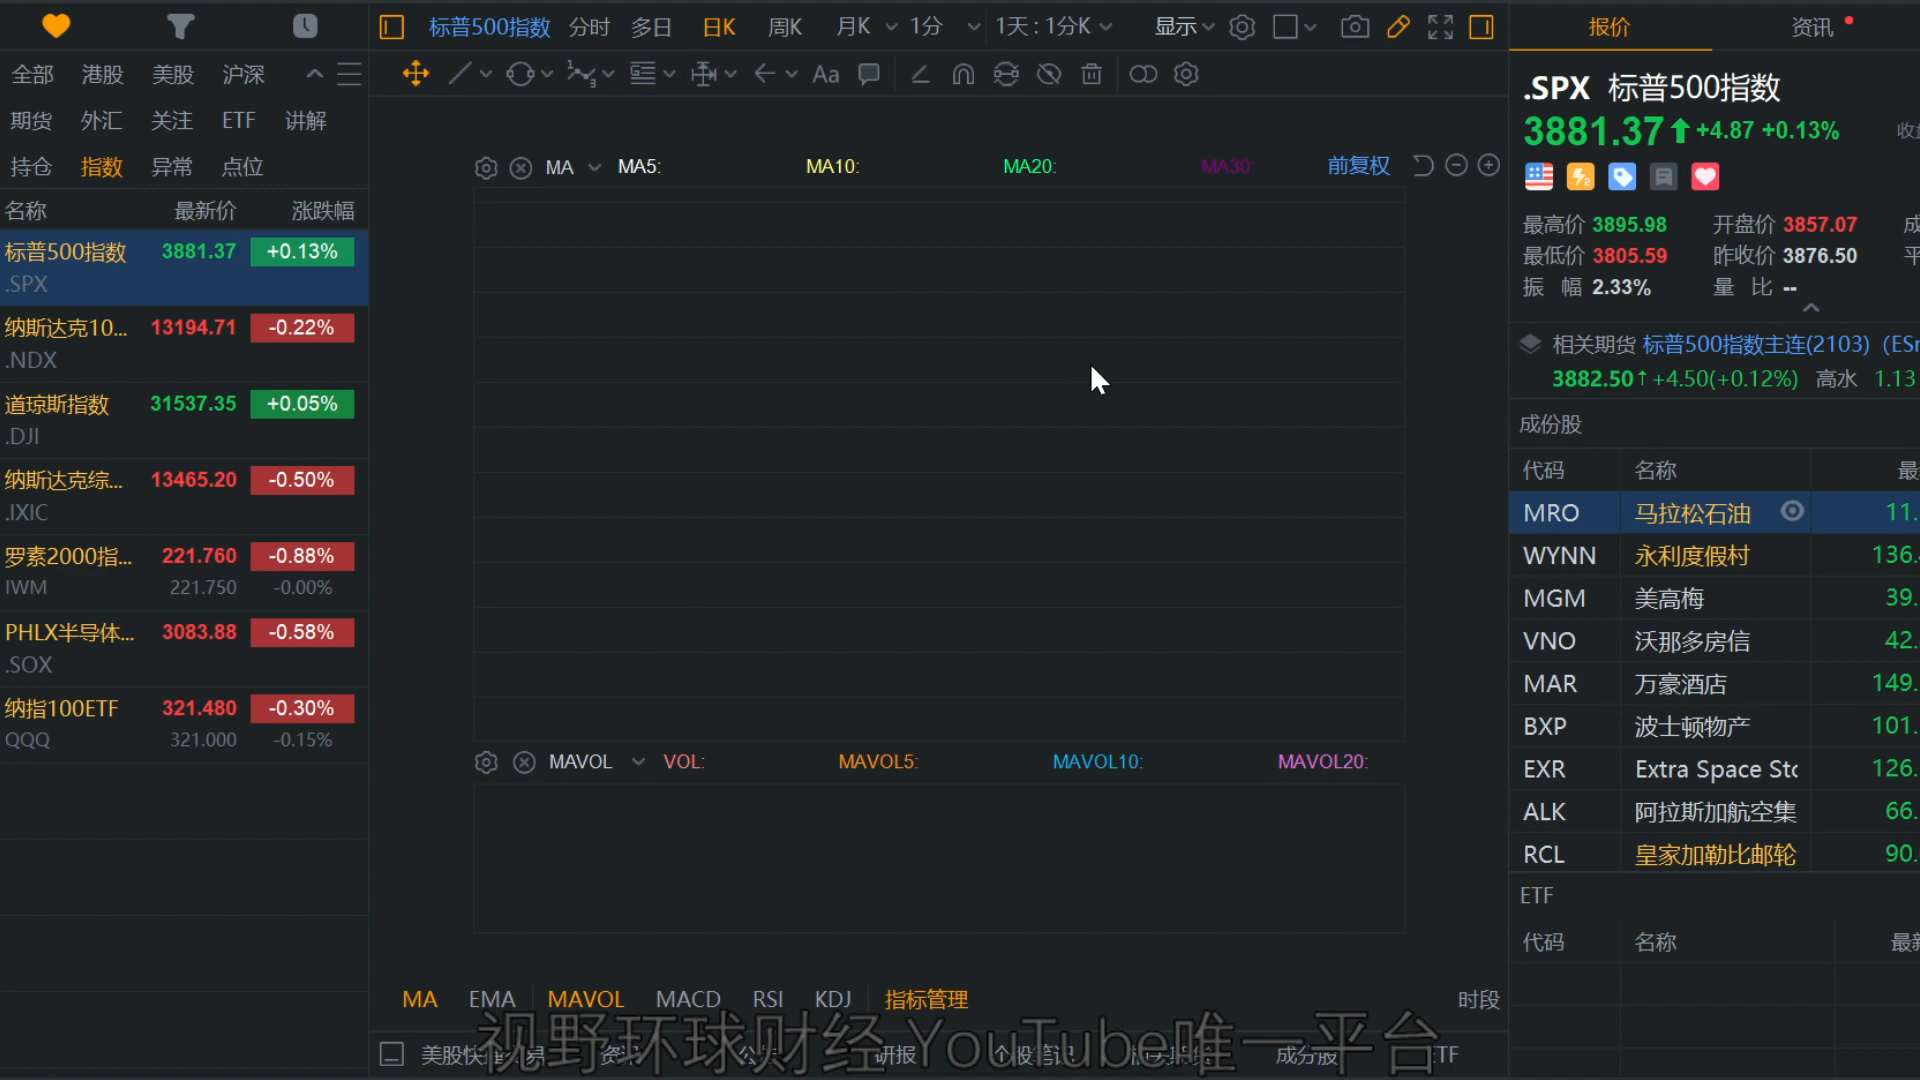 标普500指数 分时 多日 日K 周K 月K 1分 1天 : 1分K 显示
报价 资讯
全部 港股 美股 沪深
期货 外汇 关注 ETF 讲解
持仓 指数 异常 点位
Aa
名称 最新价 涨跌幅
标普500指数 3881.37 +0.13%
.SPX
纳斯达克10... 13194.71 -0.22%
.NDX
道琼斯指数 31537.35 +0.05%
.DJI
纳斯达克综... 13465.20 -0.50%
.IXIC
罗素2000指... 221.760 -0.88%
IWM 221.750 -0.00%
PHLX半导体... 3083.88 -0.58%
.SOX
纳指100ETF 321.480 -0.30%
QQQ 321.000 -0.15%
MA MA5: MA10: MA20: MA30: 前复权
MAVOL VOL: MAVOL5: MAVOL10: MAVOL20:
MA EMA MAVOL MACD RSI KDJ 指标管理 时段
视野环球财经 YouTube唯一平台
研报
.SPX 标普500指数
3881.37 +4.87 +0.13%
最高价 3895.98 开盘价 3857.07
最低价 3805.59 昨收价 3876.50
振 幅 2.33% 量 比 --
相关期货 标普500指数主连(2103)
3882.50↑+4.50(+0.12%) 高水 1.13
成份股
代码 名称
MRO 马拉松石油 11.
WYNN 永利度假村 136.
MGM 美高梅 39.
VNO 沃那多房信 42.
MAR 万豪酒店 149.
BXP 波士顿物产 101.
EXR Extra Space 126.
ALK 阿拉斯加航空集 66.
RCL 皇家加勒比邮轮 90.
ETF
代码 名称